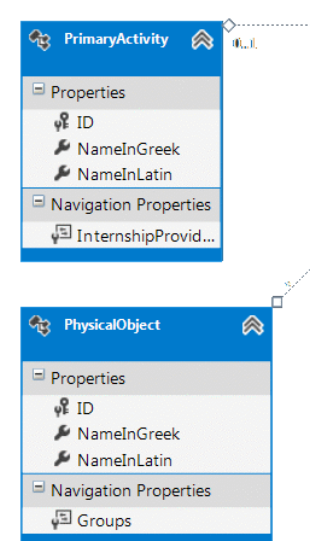 PrimaryActivity
Properties
ID
NameInGreek
NameInLatin
Navigation Properties
InternshipProvid...
PhysicalObject
Properties
ID
NameInGreek
NameInLatin
Navigation Properties
Groups